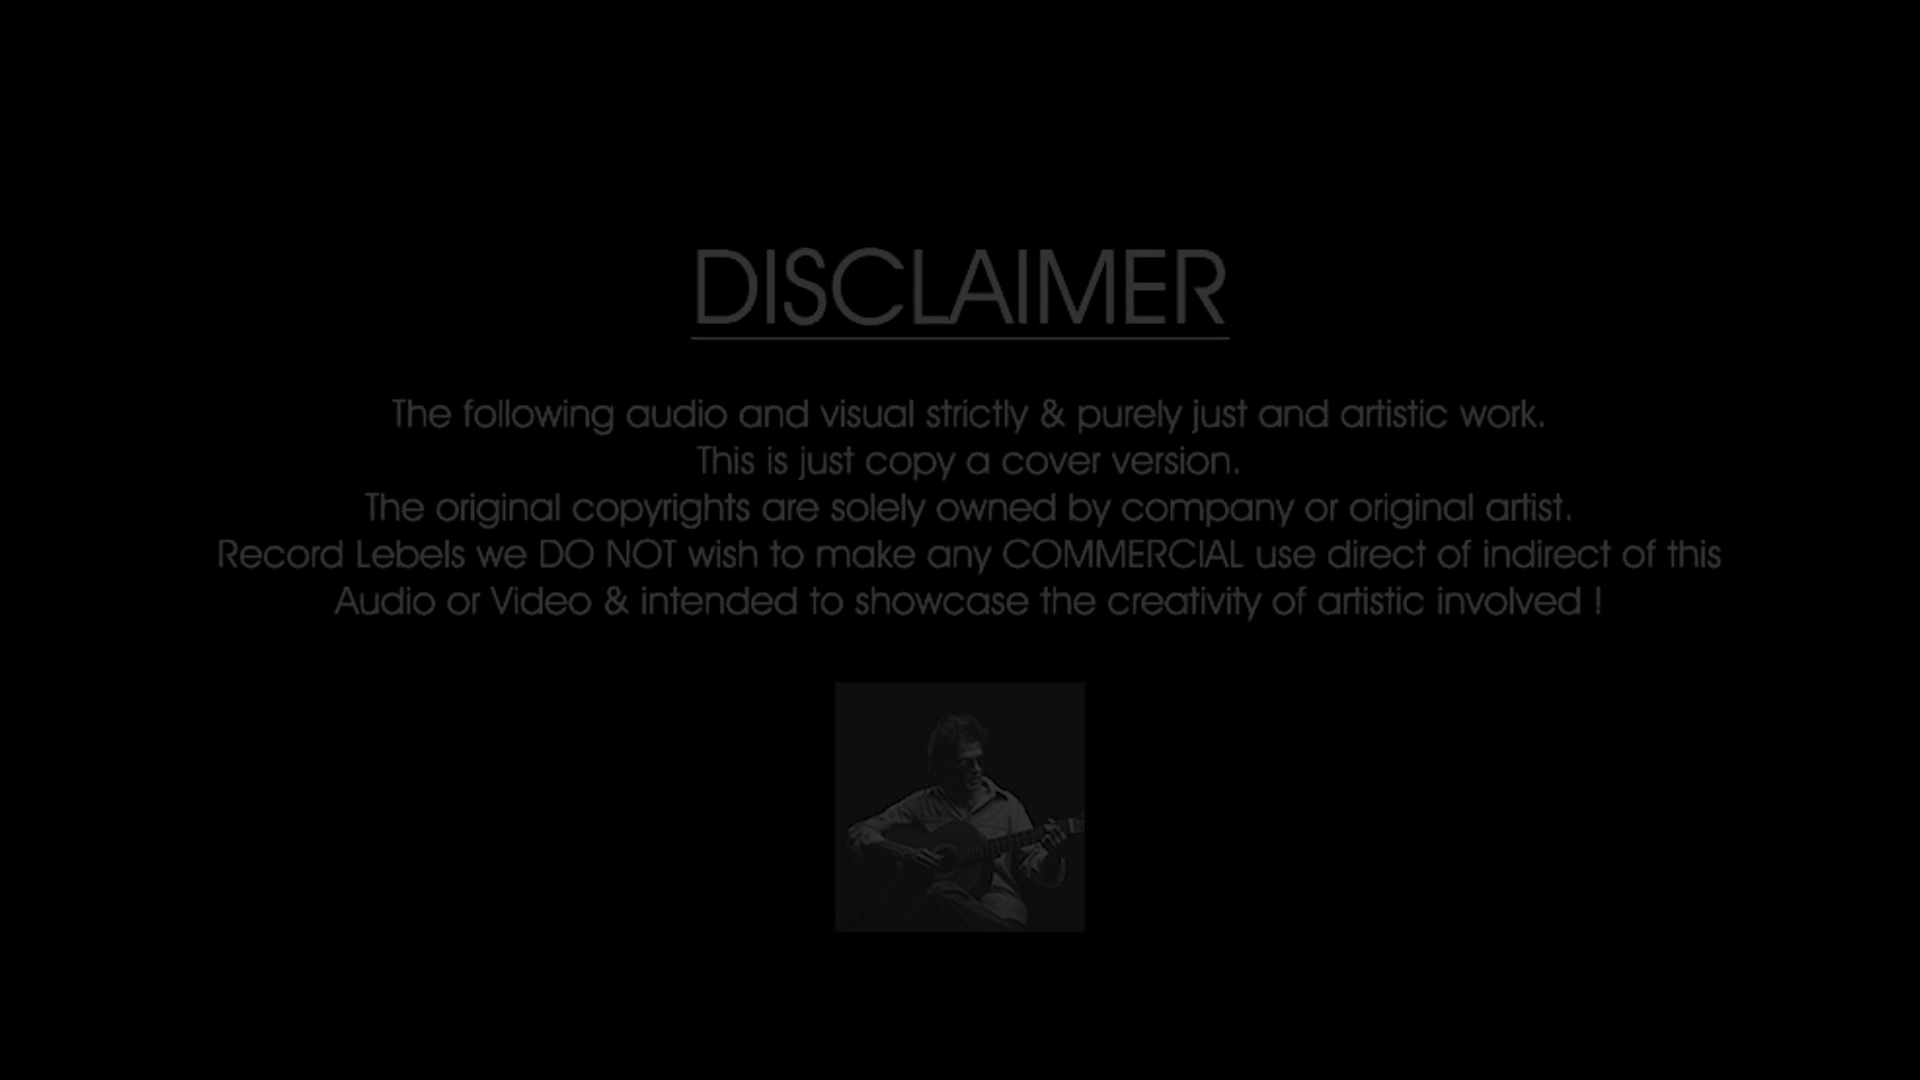 DISCLAIMER
The following audio and visual strictly & purely just and artistic work.
This is just copy a cover version.
The original copyrights are solely owned by company or original artist.
Record Lebels we DO NOT wish to make any COMMERCIAL use direct of indirect of this
Audio or Video & intended to showcase the creativity of artistic involved !